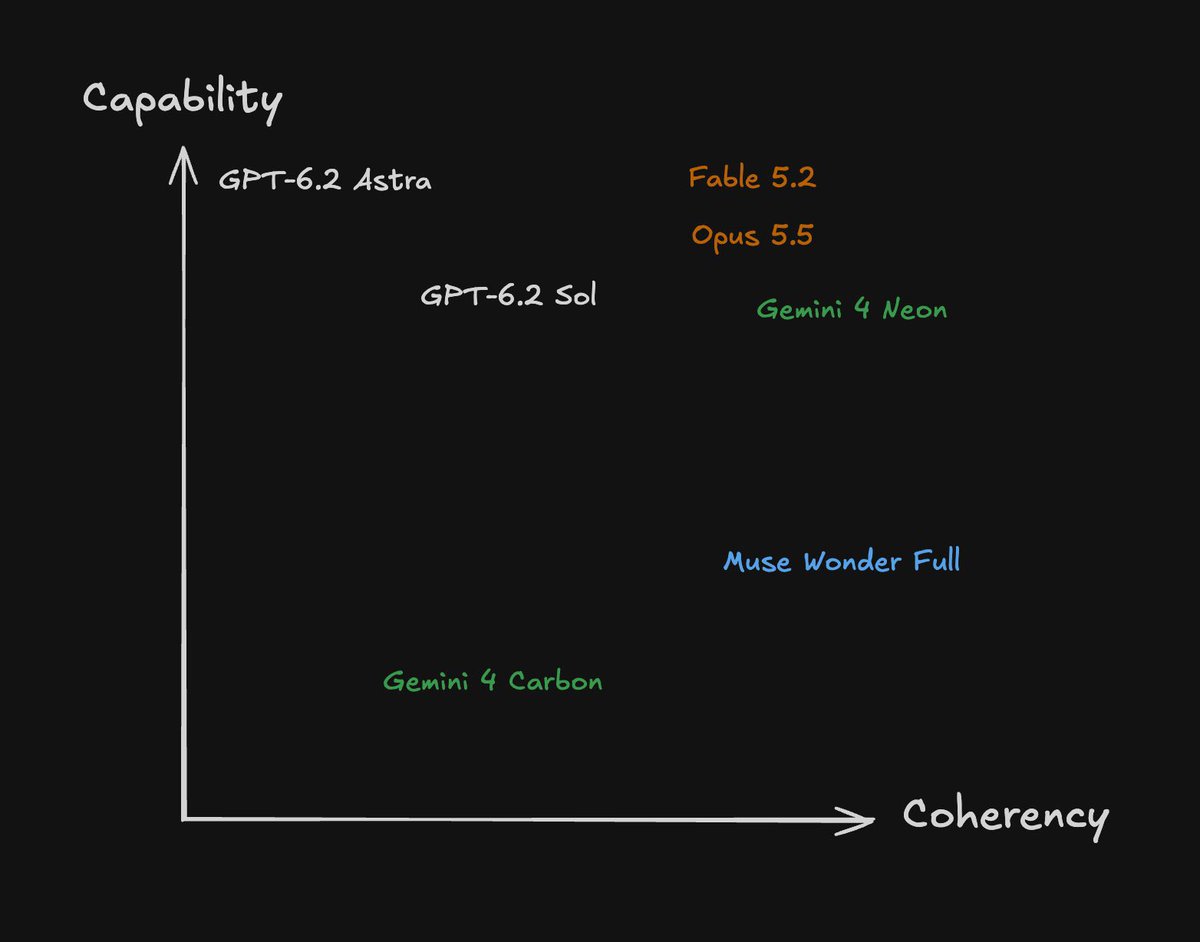 Capability
GPT-6.2 Astra
Fable 5.2
Opus 5.5
GPT-6.2 Sol
Gemini 4 Neon
Muse Wonder Full
Gemini 4 Carbon
Coherency